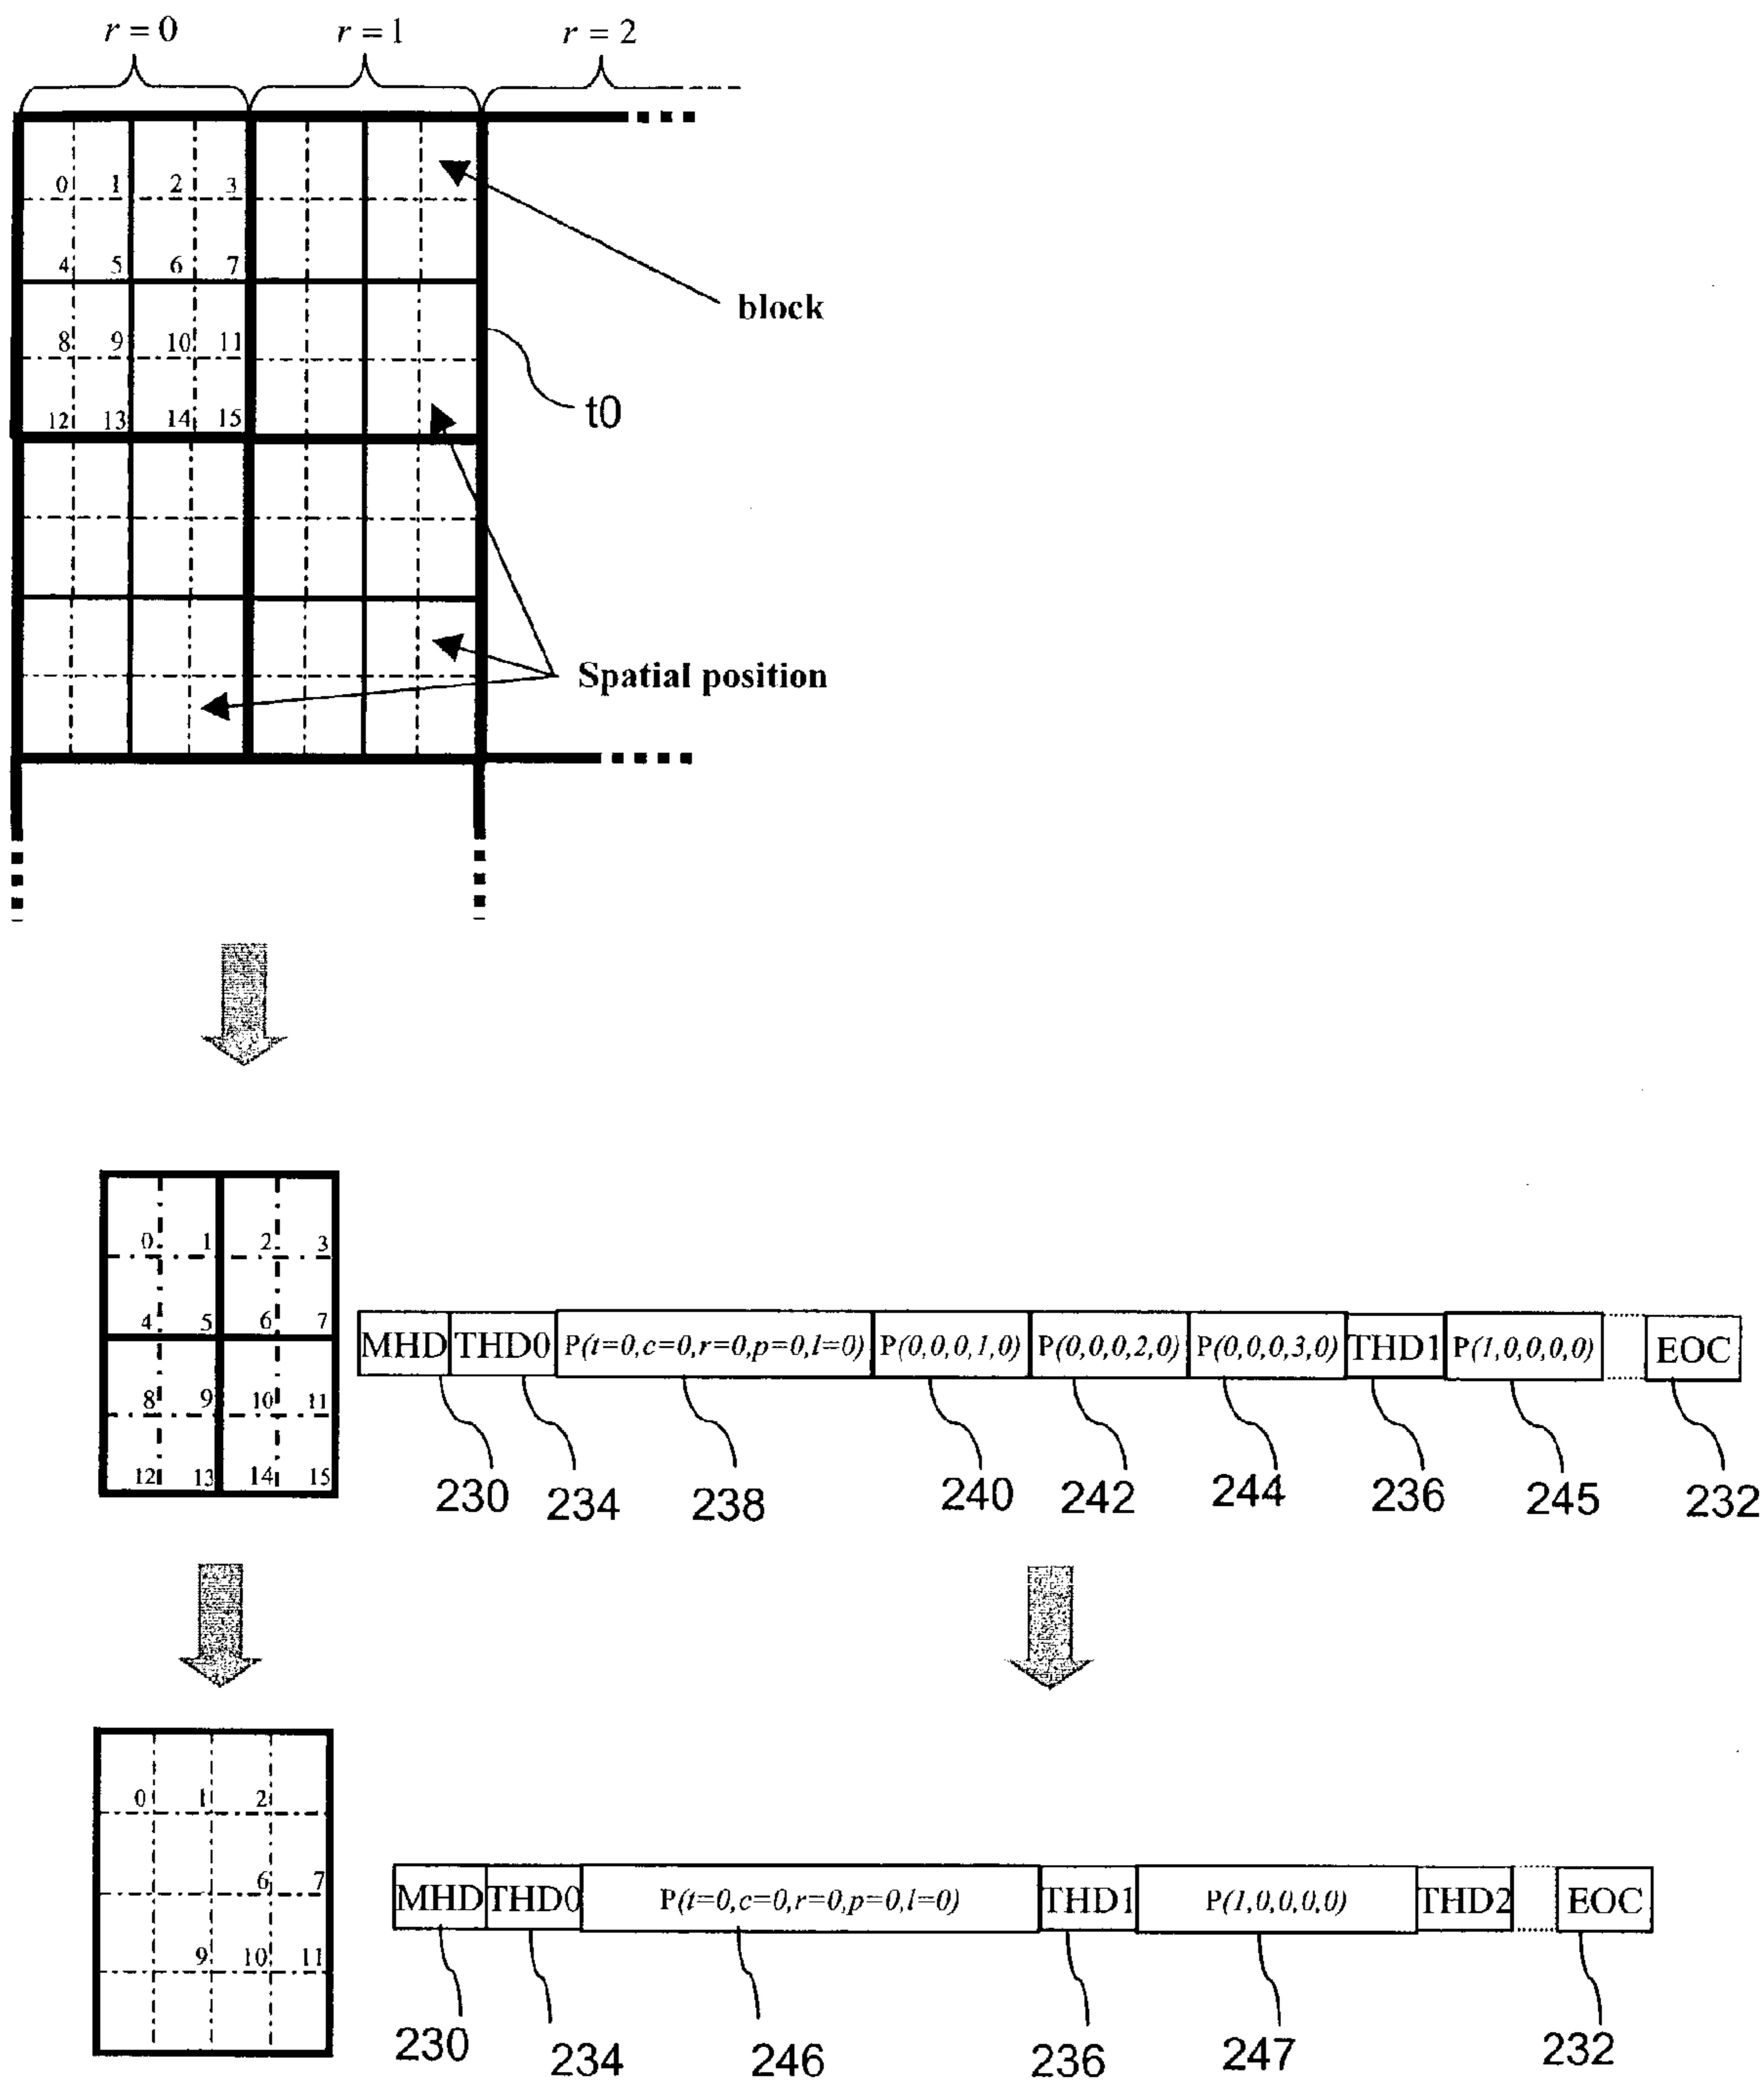 r = 0 r = 1 r = 2
0 1 2 3
4 5 6 7
block
8 9 10 11
t0
12 13 14 15
Spatial position
0 1 2 3
4 5 6 7
8 9 10 11
12 13 14 15
MHD THD0 P(t=0,c=0,r=0,p=0,l=0) P(0,0,0,1,0) P(0,0,0,2,0) P(0,0,0,3,0) THD1 P(1,0,0,0,0) EOC
230 234 238 240 242 244 236 245 232
0 1 2
6 7
9 10 11
MHD THD0 P(t=0,c=0,r=0,p=0,l=0) THD1 P(1,0,0,0,0) THD2 EOC
230 234 246 236 247 232